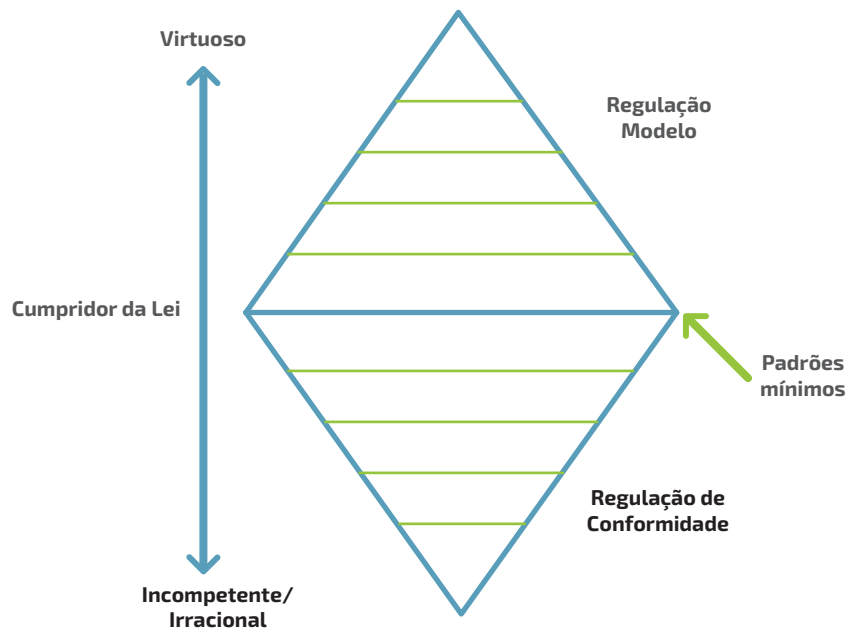 Virtuoso
Regulação
Modelo
Cumpridor da Lei
Padrões
mínimos
Regulação de
Conformidade
Incompetente/
Irracional